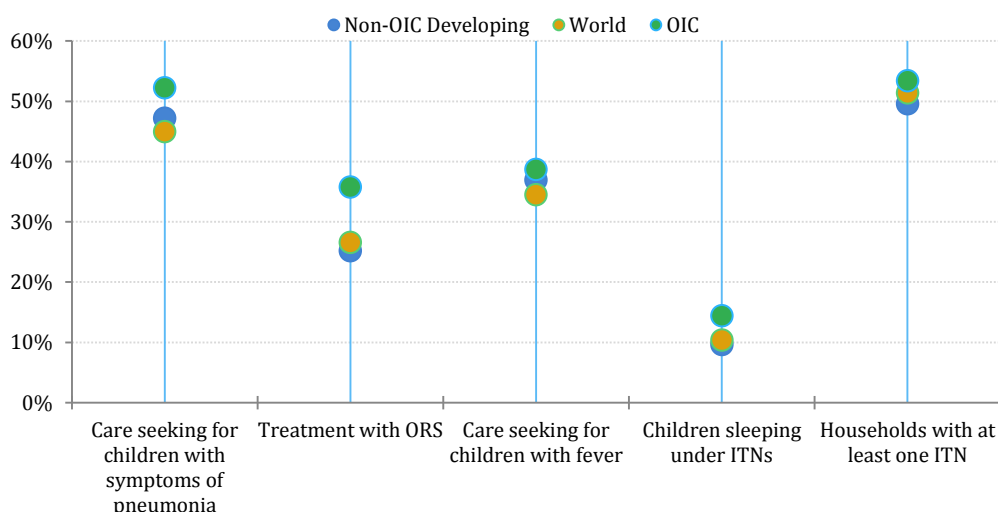 Non-OIC Developing
World
OIC
60%
50%
40%
30%
20%
10%
0%
Care seeking for
children with
symptoms of
pneumonia
Treatment with ORS
Care seeking for
children with fever
Children sleeping
under ITNs
Households with at
least one ITN